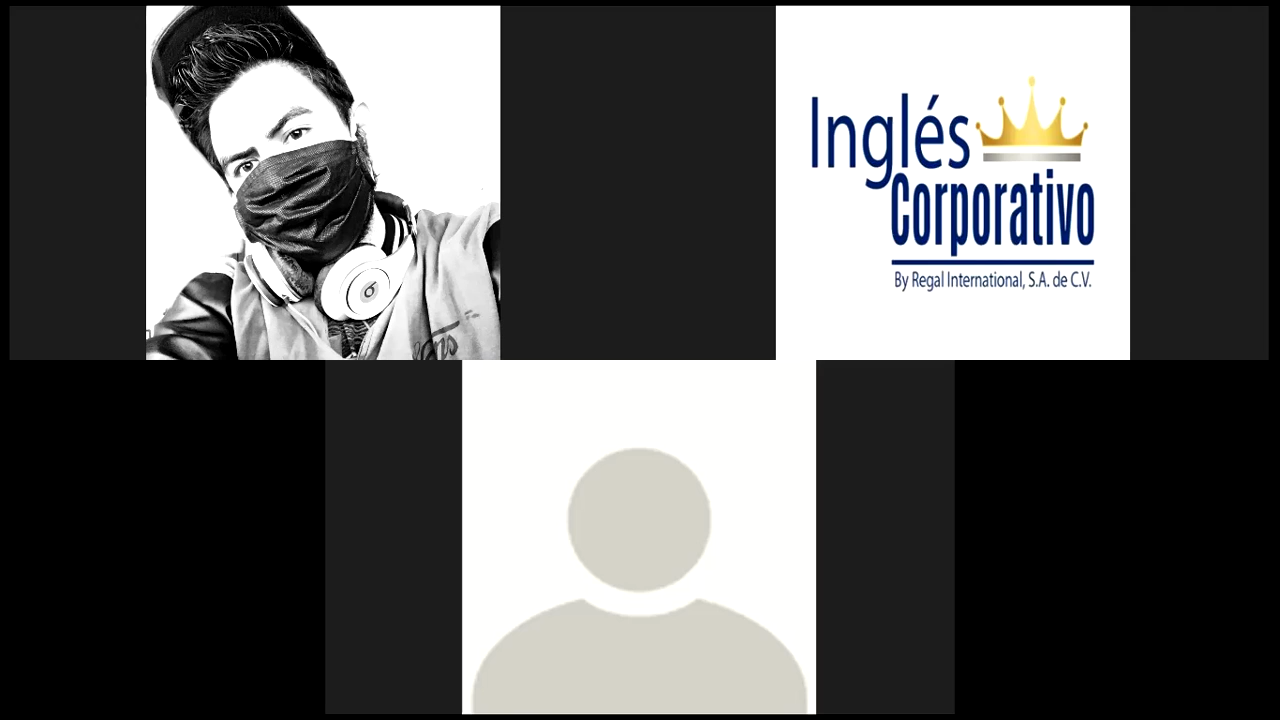 Inglés
Corporativo
By Regal International, S.A. de C.V.